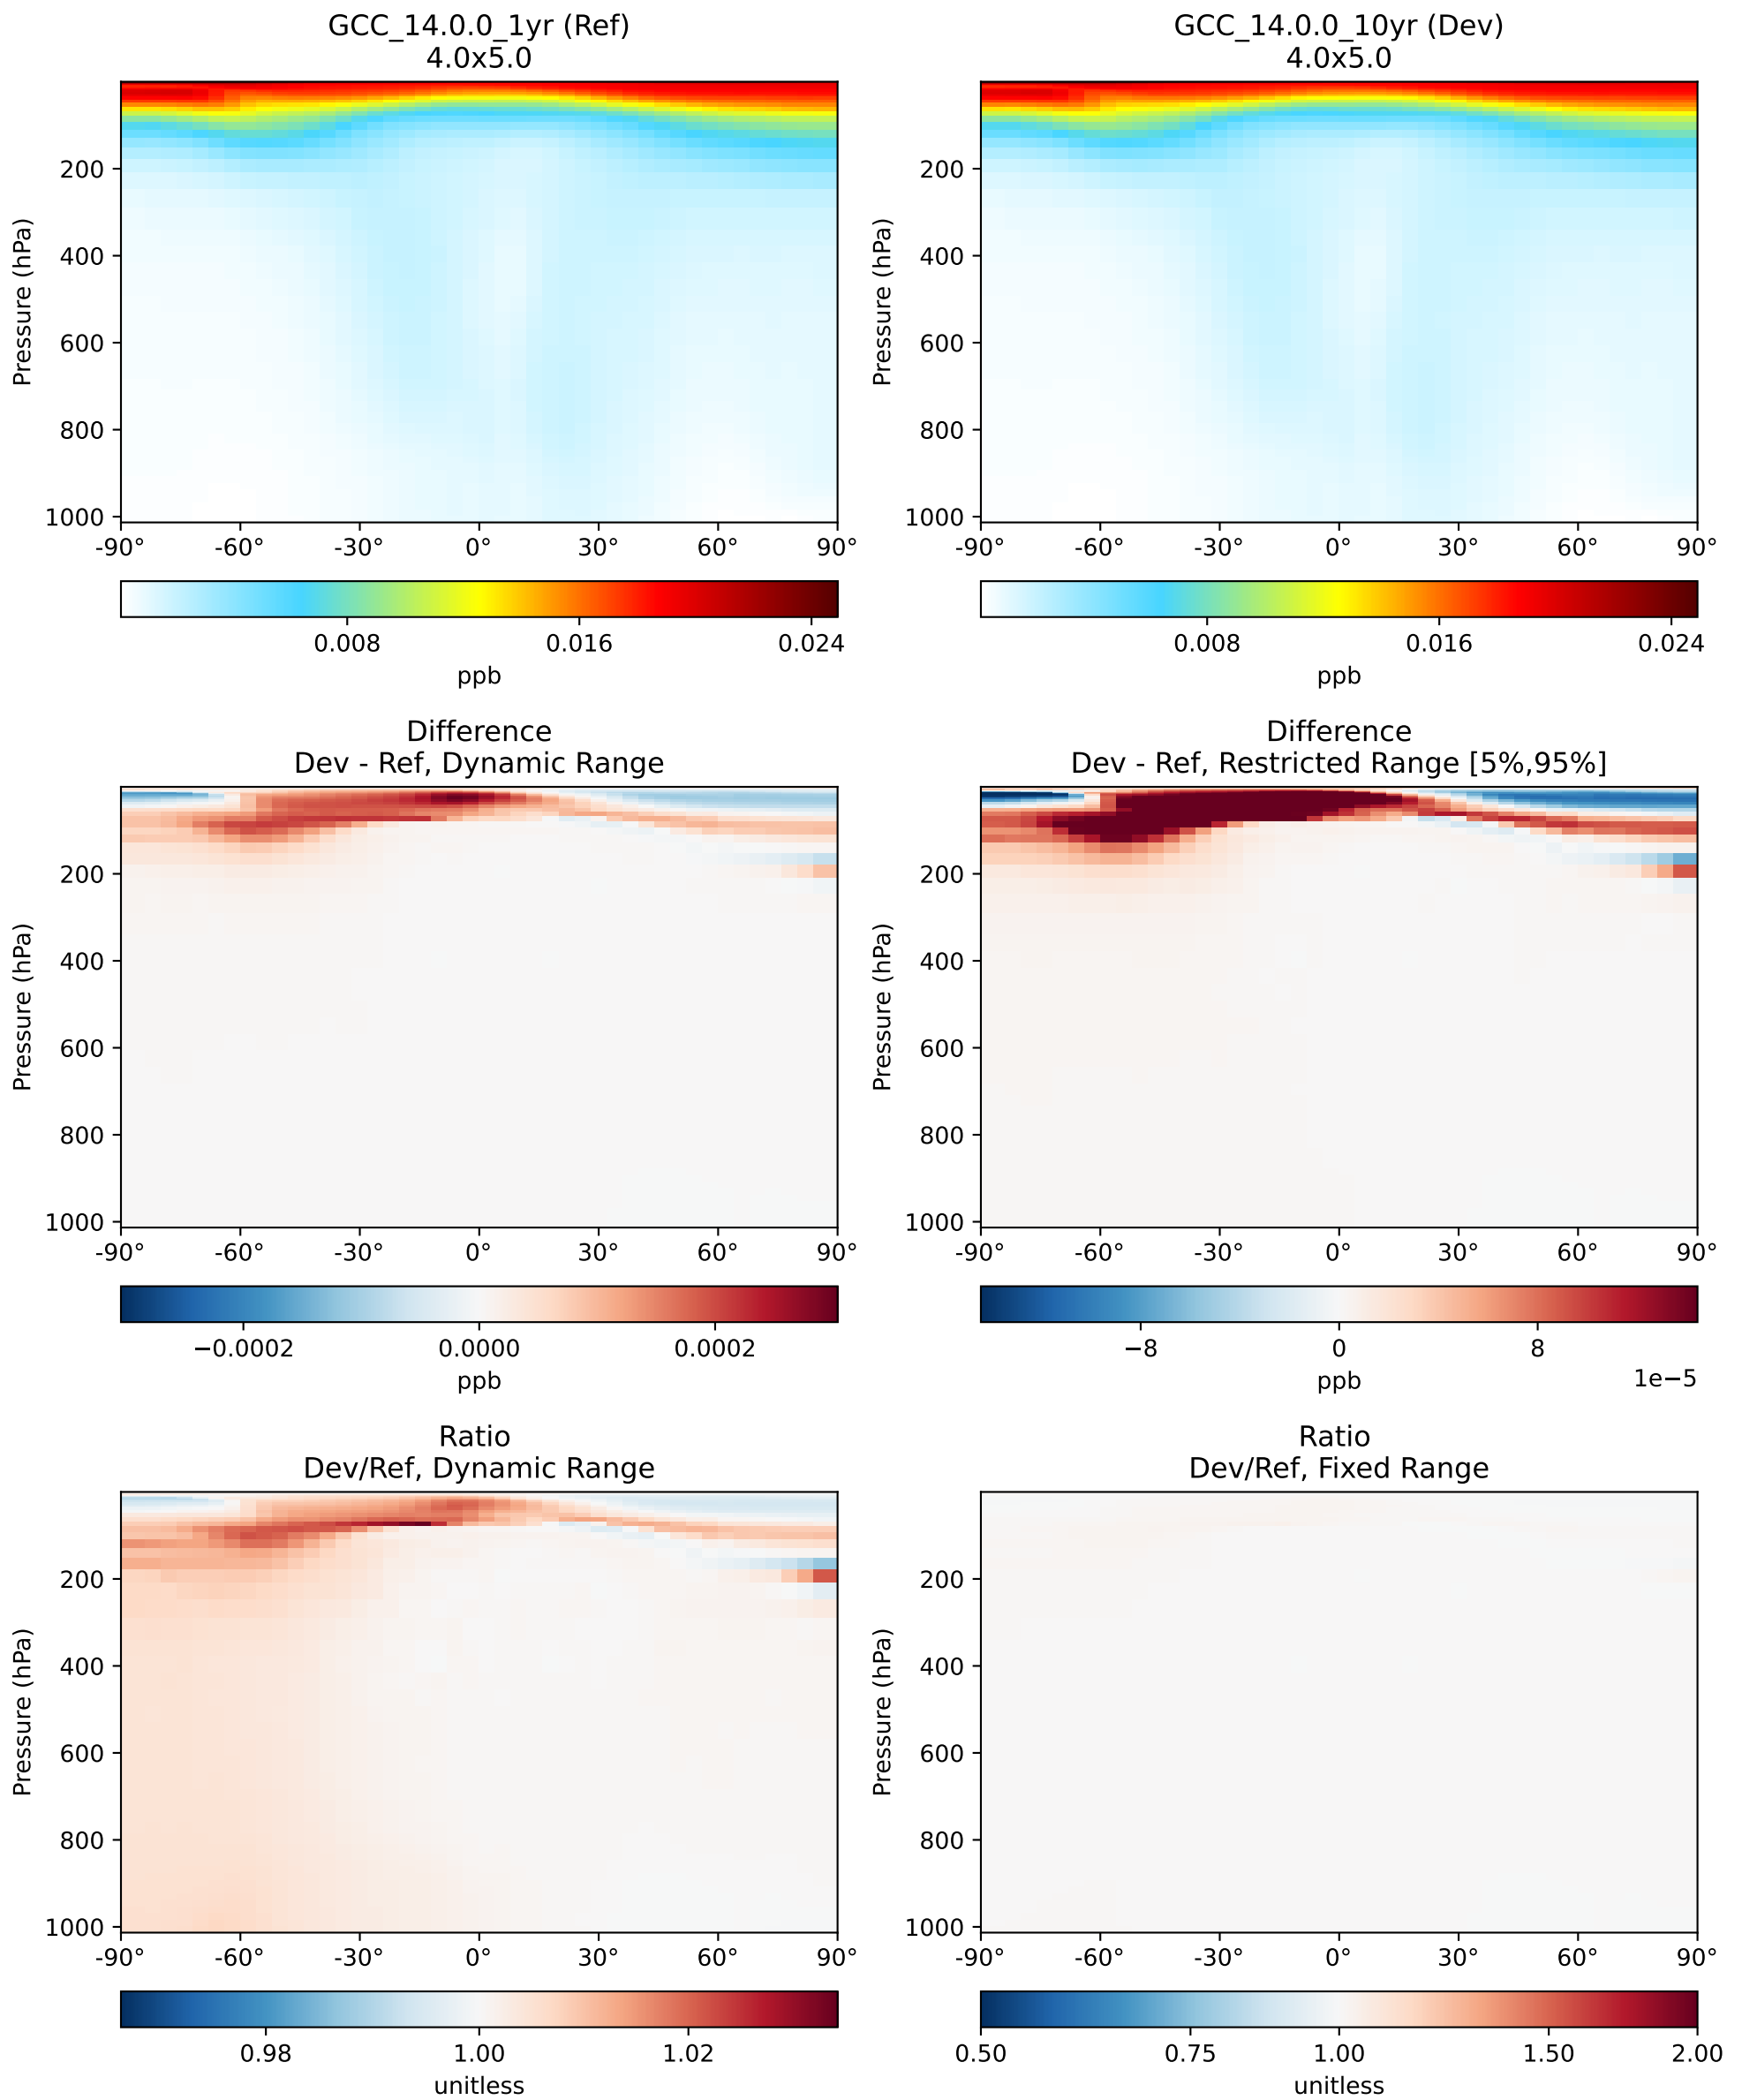 GCC_14.0.0_1yr (Ref)
4.0x5.0
GCC_14.0.0_10yr (Dev)
4.0x5.0
Pressure (hPa)
200
400
600
800
1000
-90° -60° -30° 0° 30° 60° 90°
0.008 0.016 0.024
ppb
Pressure (hPa)
200
400
600
800
1000
-90° -60° -30° 0° 30° 60° 90°
0.008 0.016 0.024
ppb
Difference
Dev - Ref, Dynamic Range
Difference
Dev - Ref, Restricted Range [5%,95%]
Pressure (hPa)
200
400
600
800
1000
-90° -60° -30° 0° 30° 60° 90°
−0.0002 0.0000 0.0002
ppb
Pressure (hPa)
200
400
600
800
1000
-90° -60° -30° 0° 30° 60° 90°
−8 0 8
ppb
1e−5
Ratio
Dev/Ref, Dynamic Range
Ratio
Dev/Ref, Fixed Range
Pressure (hPa)
200
400
600
800
1000
-90° -60° -30° 0° 30° 60° 90°
0.98 1.00 1.02
unitless
Pressure (hPa)
200
400
600
800
1000
-90° -60° -30° 0° 30° 60° 90°
0.50 0.75 1.00 1.50 2.00
unitless